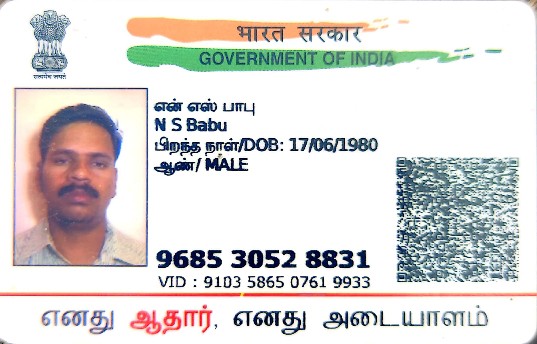 भारत सरकार
GOVERNMENT OF INDIA
सत्यमेव जयते
என் எஸ் பாபு
N S Babu
பிறந்த நாள்/DOB: 17/06/1980
ஆண்/ MALE
9685 3052 8831
VID : 9103 5865 0761 9933
எனது ஆதார், எனது அடையாளம்